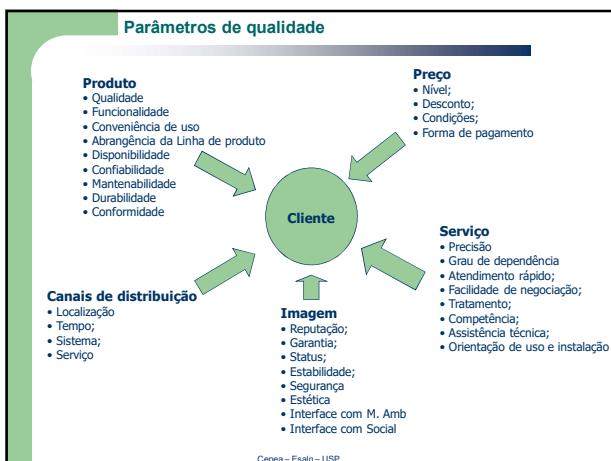 Parâmetros de qualidade
Produto
• Qualidade
• Funcionalidade
• Conveniência de uso
• Abrangência da Linha de produto
• Disponibilidade
• Confiabilidade
• Mantenabilidade
• Durabilidade
• Conformidade
Preço
• Nível;
• Desconto;
• Condições;
• Forma de pagamento
Cliente
Serviço
• Precisão
• Grau de dependência
• Atendimento rápido;
• Facilidade de negociação;
• Tratamento;
• Competência;
• Assistência técnica;
• Orientação de uso e instalação
Canais de distribuição
• Localização
• Tempo;
• Sistema;
• Serviço
Imagem
• Reputação;
• Garantia;
• Status;
• Estabilidade;
• Segurança
• Estética
• Interface com M. Amb
• Interface com Social
Cepea – Esalq – USP